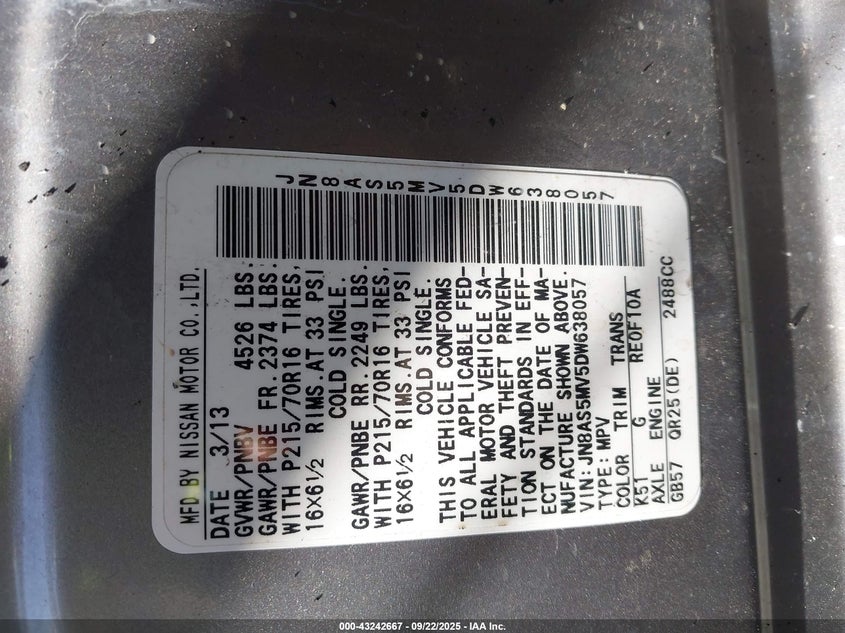 JN8AS5MV5DW638057
MFD BY NISSAN MOTOR CO.,LTD.
DATE 3/13
GVWR/PNBV 4526 LBS.
GAWR/PNBE FR.2374 LBS.
WITH P215/70R16 TIRES,
16X6½ RIMS.AT 33 PSI
COLD SINGLE.
GAWR/PNBE RR.2249 LBS.
WITH P215/70R16 TIRES,
16X6½ RIMS.AT 33 PSI
COLD SINGLE.
THIS VEHICLE CONFORMS
TO ALL APPLICABLE FED-
ERAL MOTOR VEHICLE SA-
FETY AND THEFT PREVEN-
TION STANDARDS IN EFF-
ECT ON THE DATE OF MA-
NUFACTURE SHOWN ABOVE.
VIN:JN8AS5MV5DW638057
TYPE:MPV
COLOR TRIM TRANS
K51 G RE0F10A
AXLE ENGINE
GB57 QR25(DE) 2488CC
000-43242667 - 09/22/2025 - IAA Inc.